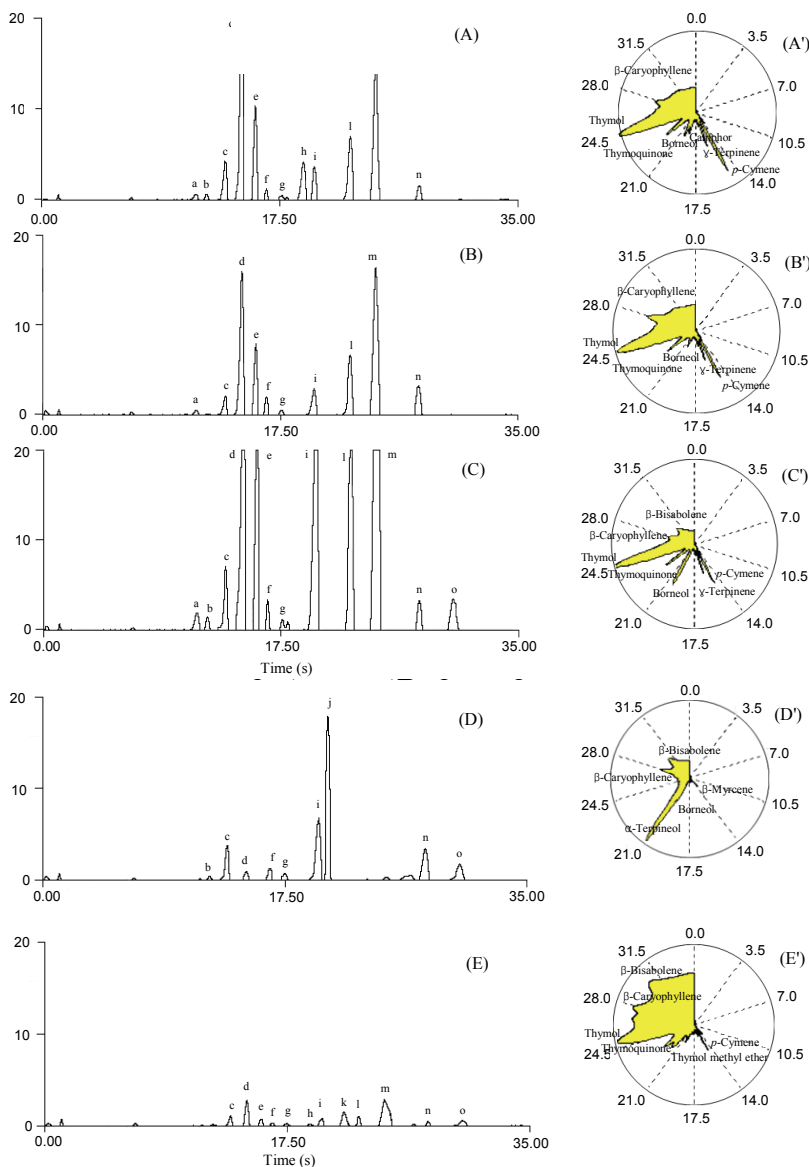 20
10
0
0.00
17.50
35.00
(A)
c
a
b
c
e
f
g
h
i
l
n
0.0
3.5
7.0
10.5
14.0
17.5
21.0
24.5
28.0
31.5
(A')
β-Caryophyllene
Thymol
Thymoquinone
Borneol
Camphor
γ-Terpinene
p-Cymene
20
10
0
0.00
17.50
35.00
(B)
a
c
d
e
f
g
i
l
m
n
0.0
3.5
7.0
10.5
14.0
17.5
21.0
24.5
28.0
31.5
(B')
β-Caryophyllene
Thymol
Thymoquinone
Borneol
γ-Terpinene
p-Cymene
20
10
0
0.00
17.50
35.00
Time (s)
(C)
a
b
c
d
e
f
g
i
l
m
n
o
0.0
3.5
7.0
10.5
14.0
17.5
21.0
24.5
28.0
31.5
(C')
β-Bisabolene
β-Caryophyllene
Thymol
Thymoquinone
Borneol
p-Cymene
γ-Terpinene
20
10
0
0.00
17.50
35.00
(D)
b
c
d
f
g
i
j
n
o
0.0
3.5
7.0
10.5
14.0
17.5
21.0
24.5
28.0
31.5
(D')
β-Bisabolene
β-Caryophyllene
β-Myrcene
Borneol
α-Terpineol
20
10
0
0.00
17.50
35.00
(E)
c
d
e
f
g
h
i
k
l
m
n
o
0.0
3.5
7.0
10.5
14.0
17.5
21.0
24.5
28.0
31.5
(E')
β-Bisabolene
β-Caryophyllene
Thymol
Thymoquinone
p-Cymene
Thymol methyl ether